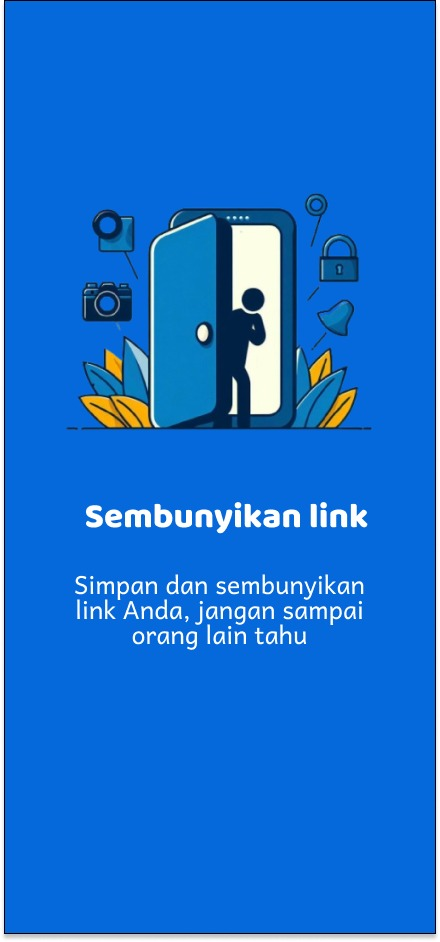 Sembunyikan link
Simpan dan sembunyikan
link Anda, jangan sampai
orang lain tahu